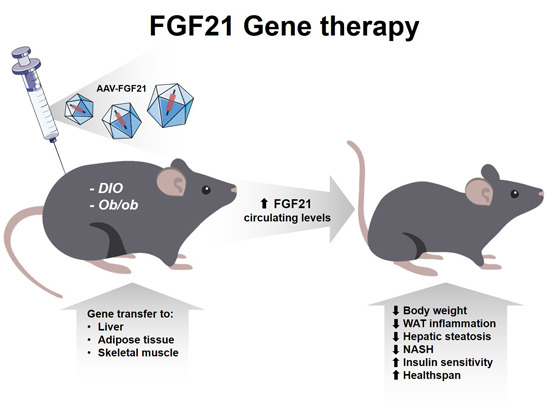 FGF21 Gene therapy
AAV-FGF21
- DIO
- Ob/ob
⬆ FGF21
circulating levels
Gene transfer to:
• Liver
• Adipose tissue
• Skeletal muscle
⬇ Body weight
⬇ WAT inflammation
⬇ Hepatic steatosis
⬇ NASH
⬆ Insulin sensitivity
⬆ Healthspan